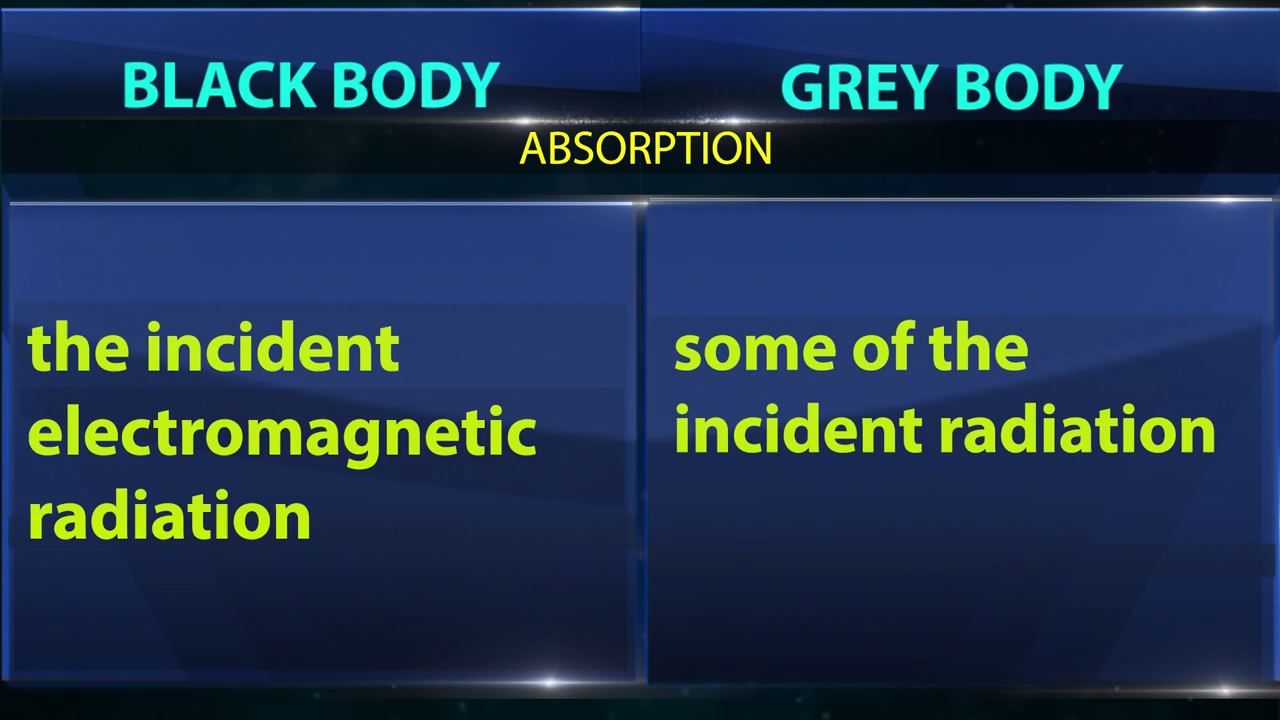 BLACK BODY
GREY BODY
ABSORPTION
the incident
electromagnetic
radiation
some of the
incident radiation